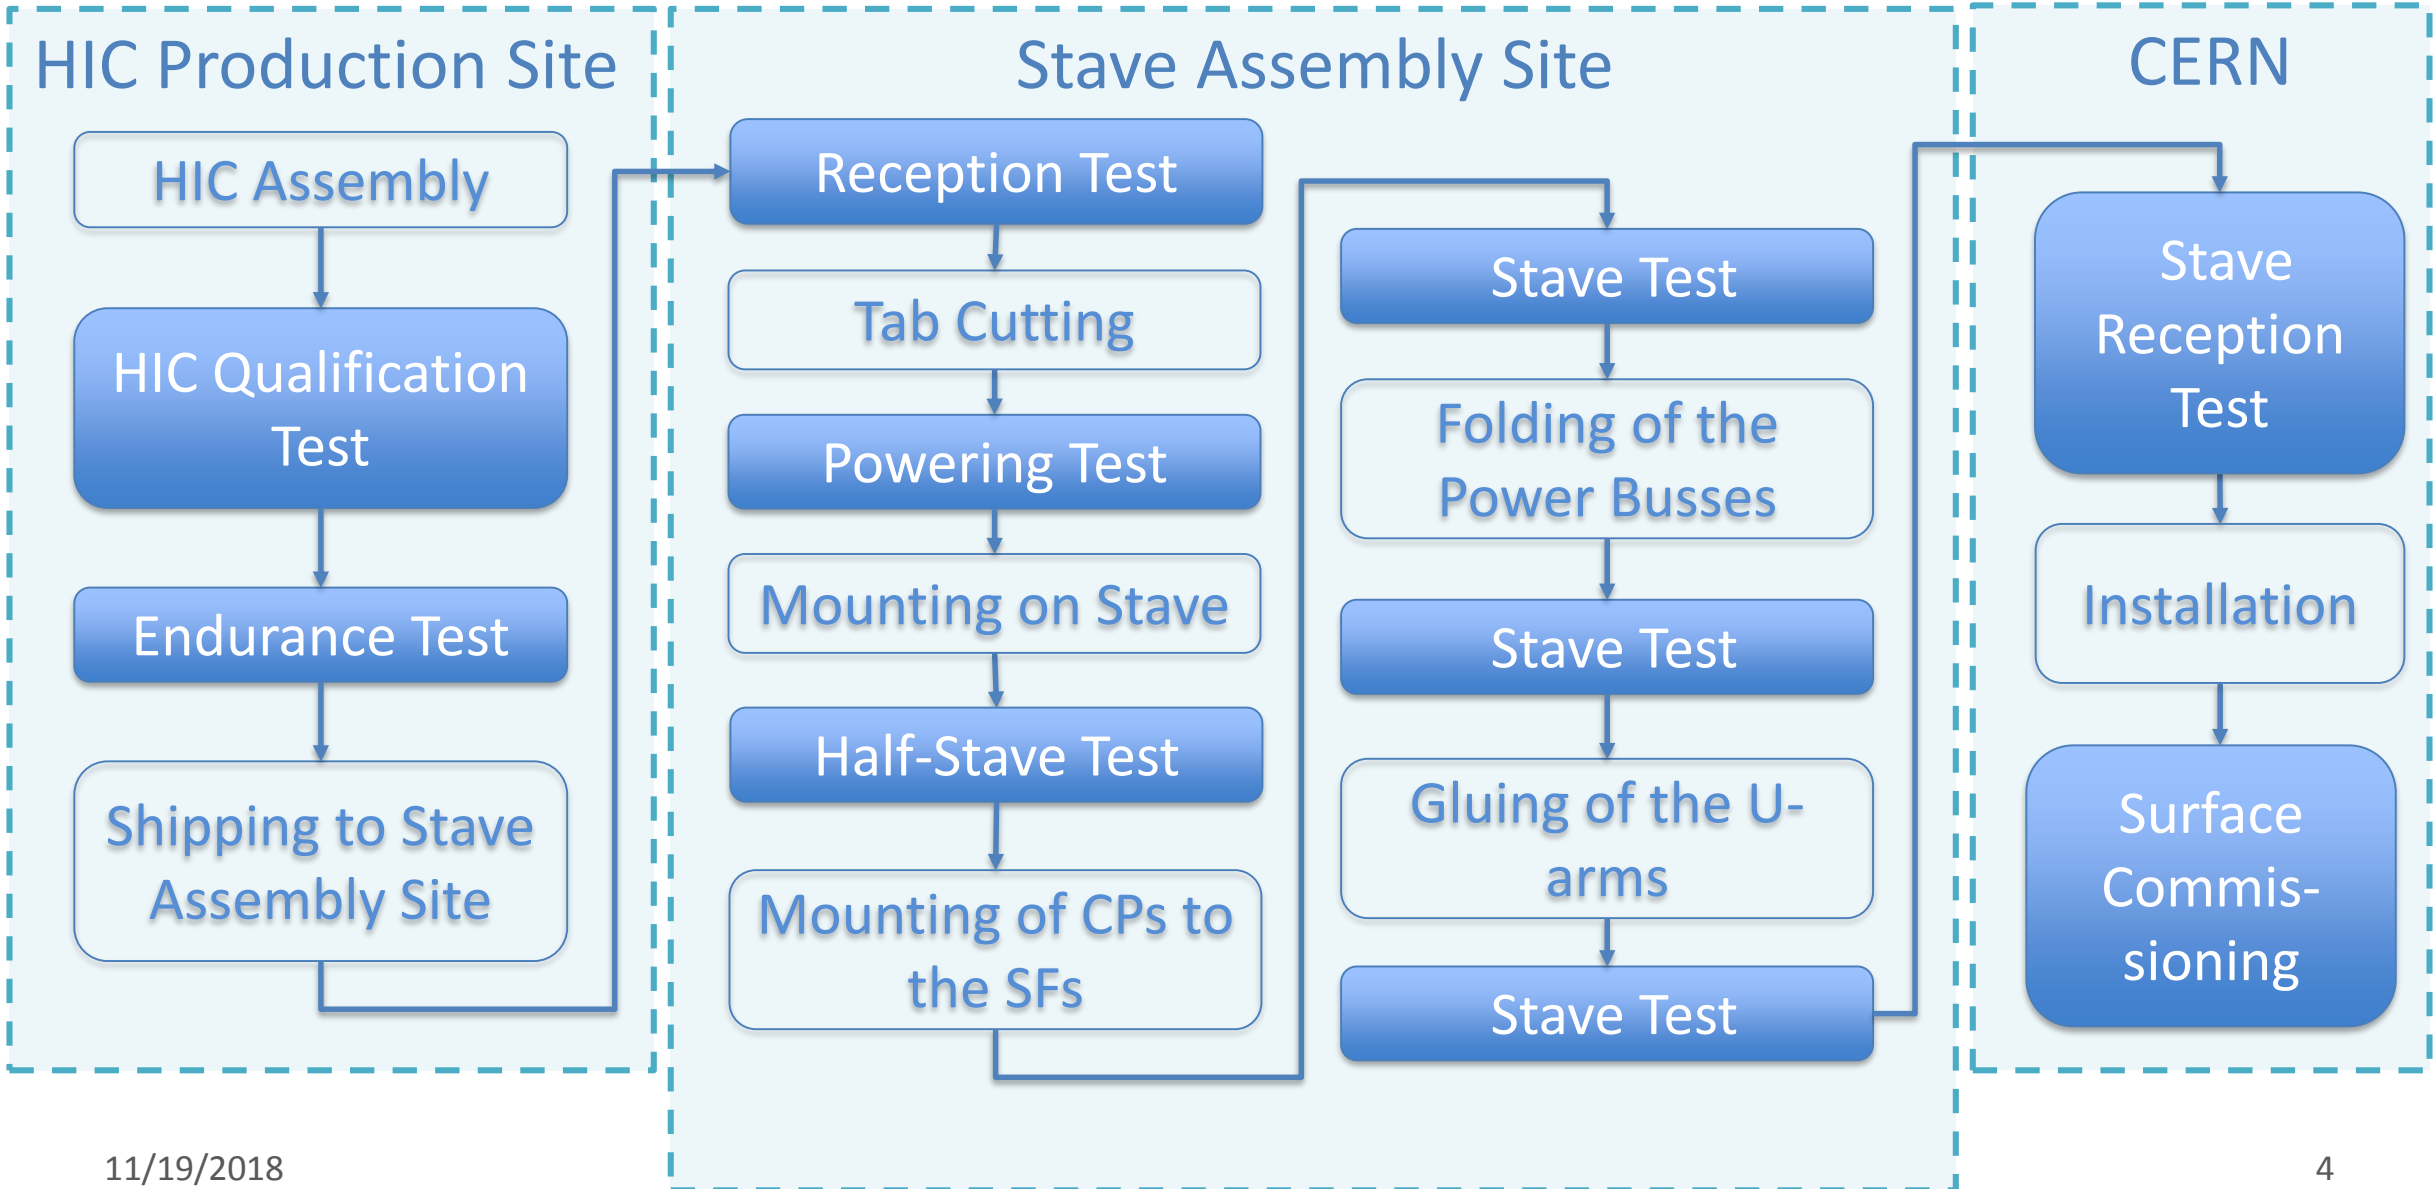 HIC Production Site
HIC Assembly
HIC Qualification
Test
Endurance Test
Shipping to Stave
Assembly Site
Stave Assembly Site
Reception Test
Tab Cutting
Powering Test
Mounting on Stave
Half-Stave Test
Mounting of CPs to
the SFs
Stave Test
Folding of the
Power Busses
Stave Test
Gluing of the U-
arms
Stave Test
CERN
Stave
Reception
Test
Installation
Surface
Commis-
sioning
11/19/2018
4